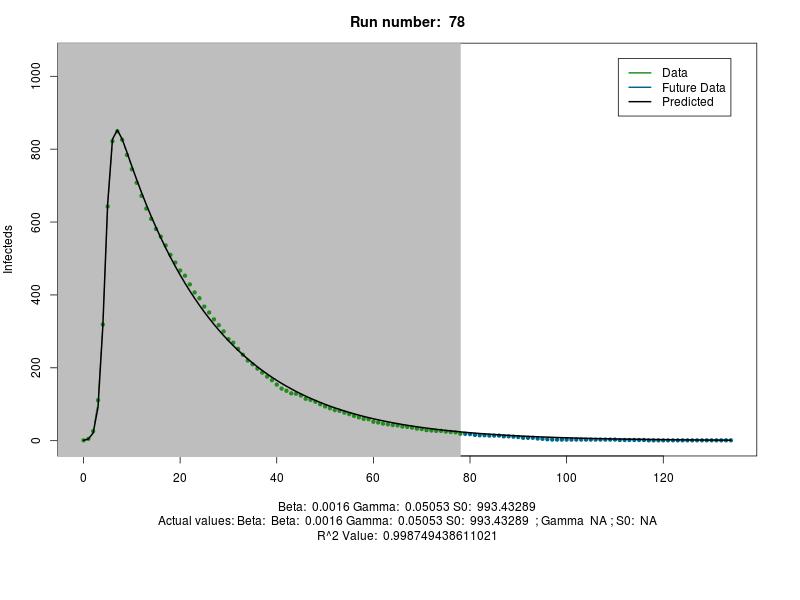 Run number:  78
Data
Future Data
Predicted
1000
800
600
400
200
0
Infecteds
0 20 40 60 80 100 120
Beta:  0.0016 Gamma:  0.05053 S0:  993.43289
Actual values: Beta:  Beta:  0.0016 Gamma:  0.05053 S0:  993.43289  ; Gamma  NA ; S0:  NA
R^2 Value:  0.998749438611021